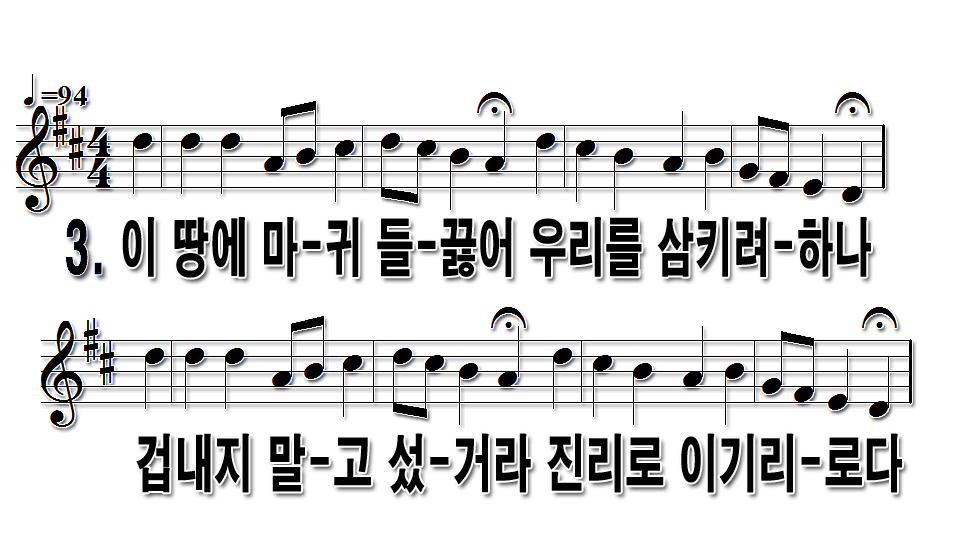 ♩=94
3. 이 땅에 마-귀 들-끓어 우리를 삼키려-하나
겁내지 말-고 섰-거라 진리로 이기리-로다